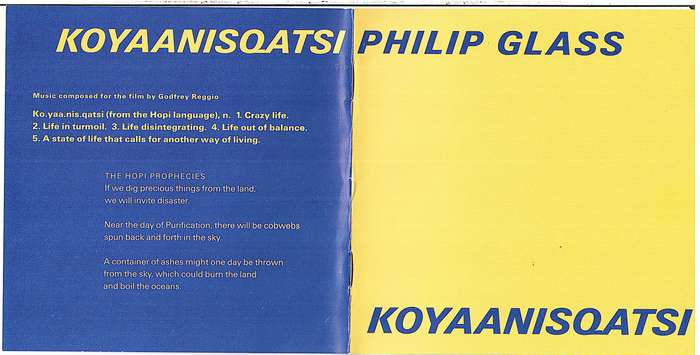 KOYAANISQATSI
Music composed for the film by Godfrey Reggio
Ko.yaa.nis.qatsi (from the Hopi language), n. 1. Crazy life.
2. Life in turmoil. 3. Life disintegrating. 4. Life out of balance.
5. A state of life that calls for another way of living.
THE HOPI PROPHECIES
If we dig precious things from the land,
we will invite disaster.
Near the day of Purification, there will be cobwebs
spun back and forth in the sky.
A container of ashes might one day be thrown
from the sky, which could burn the land
and boil the oceans.
PHILIP GLASS
KOYAANISQATSI